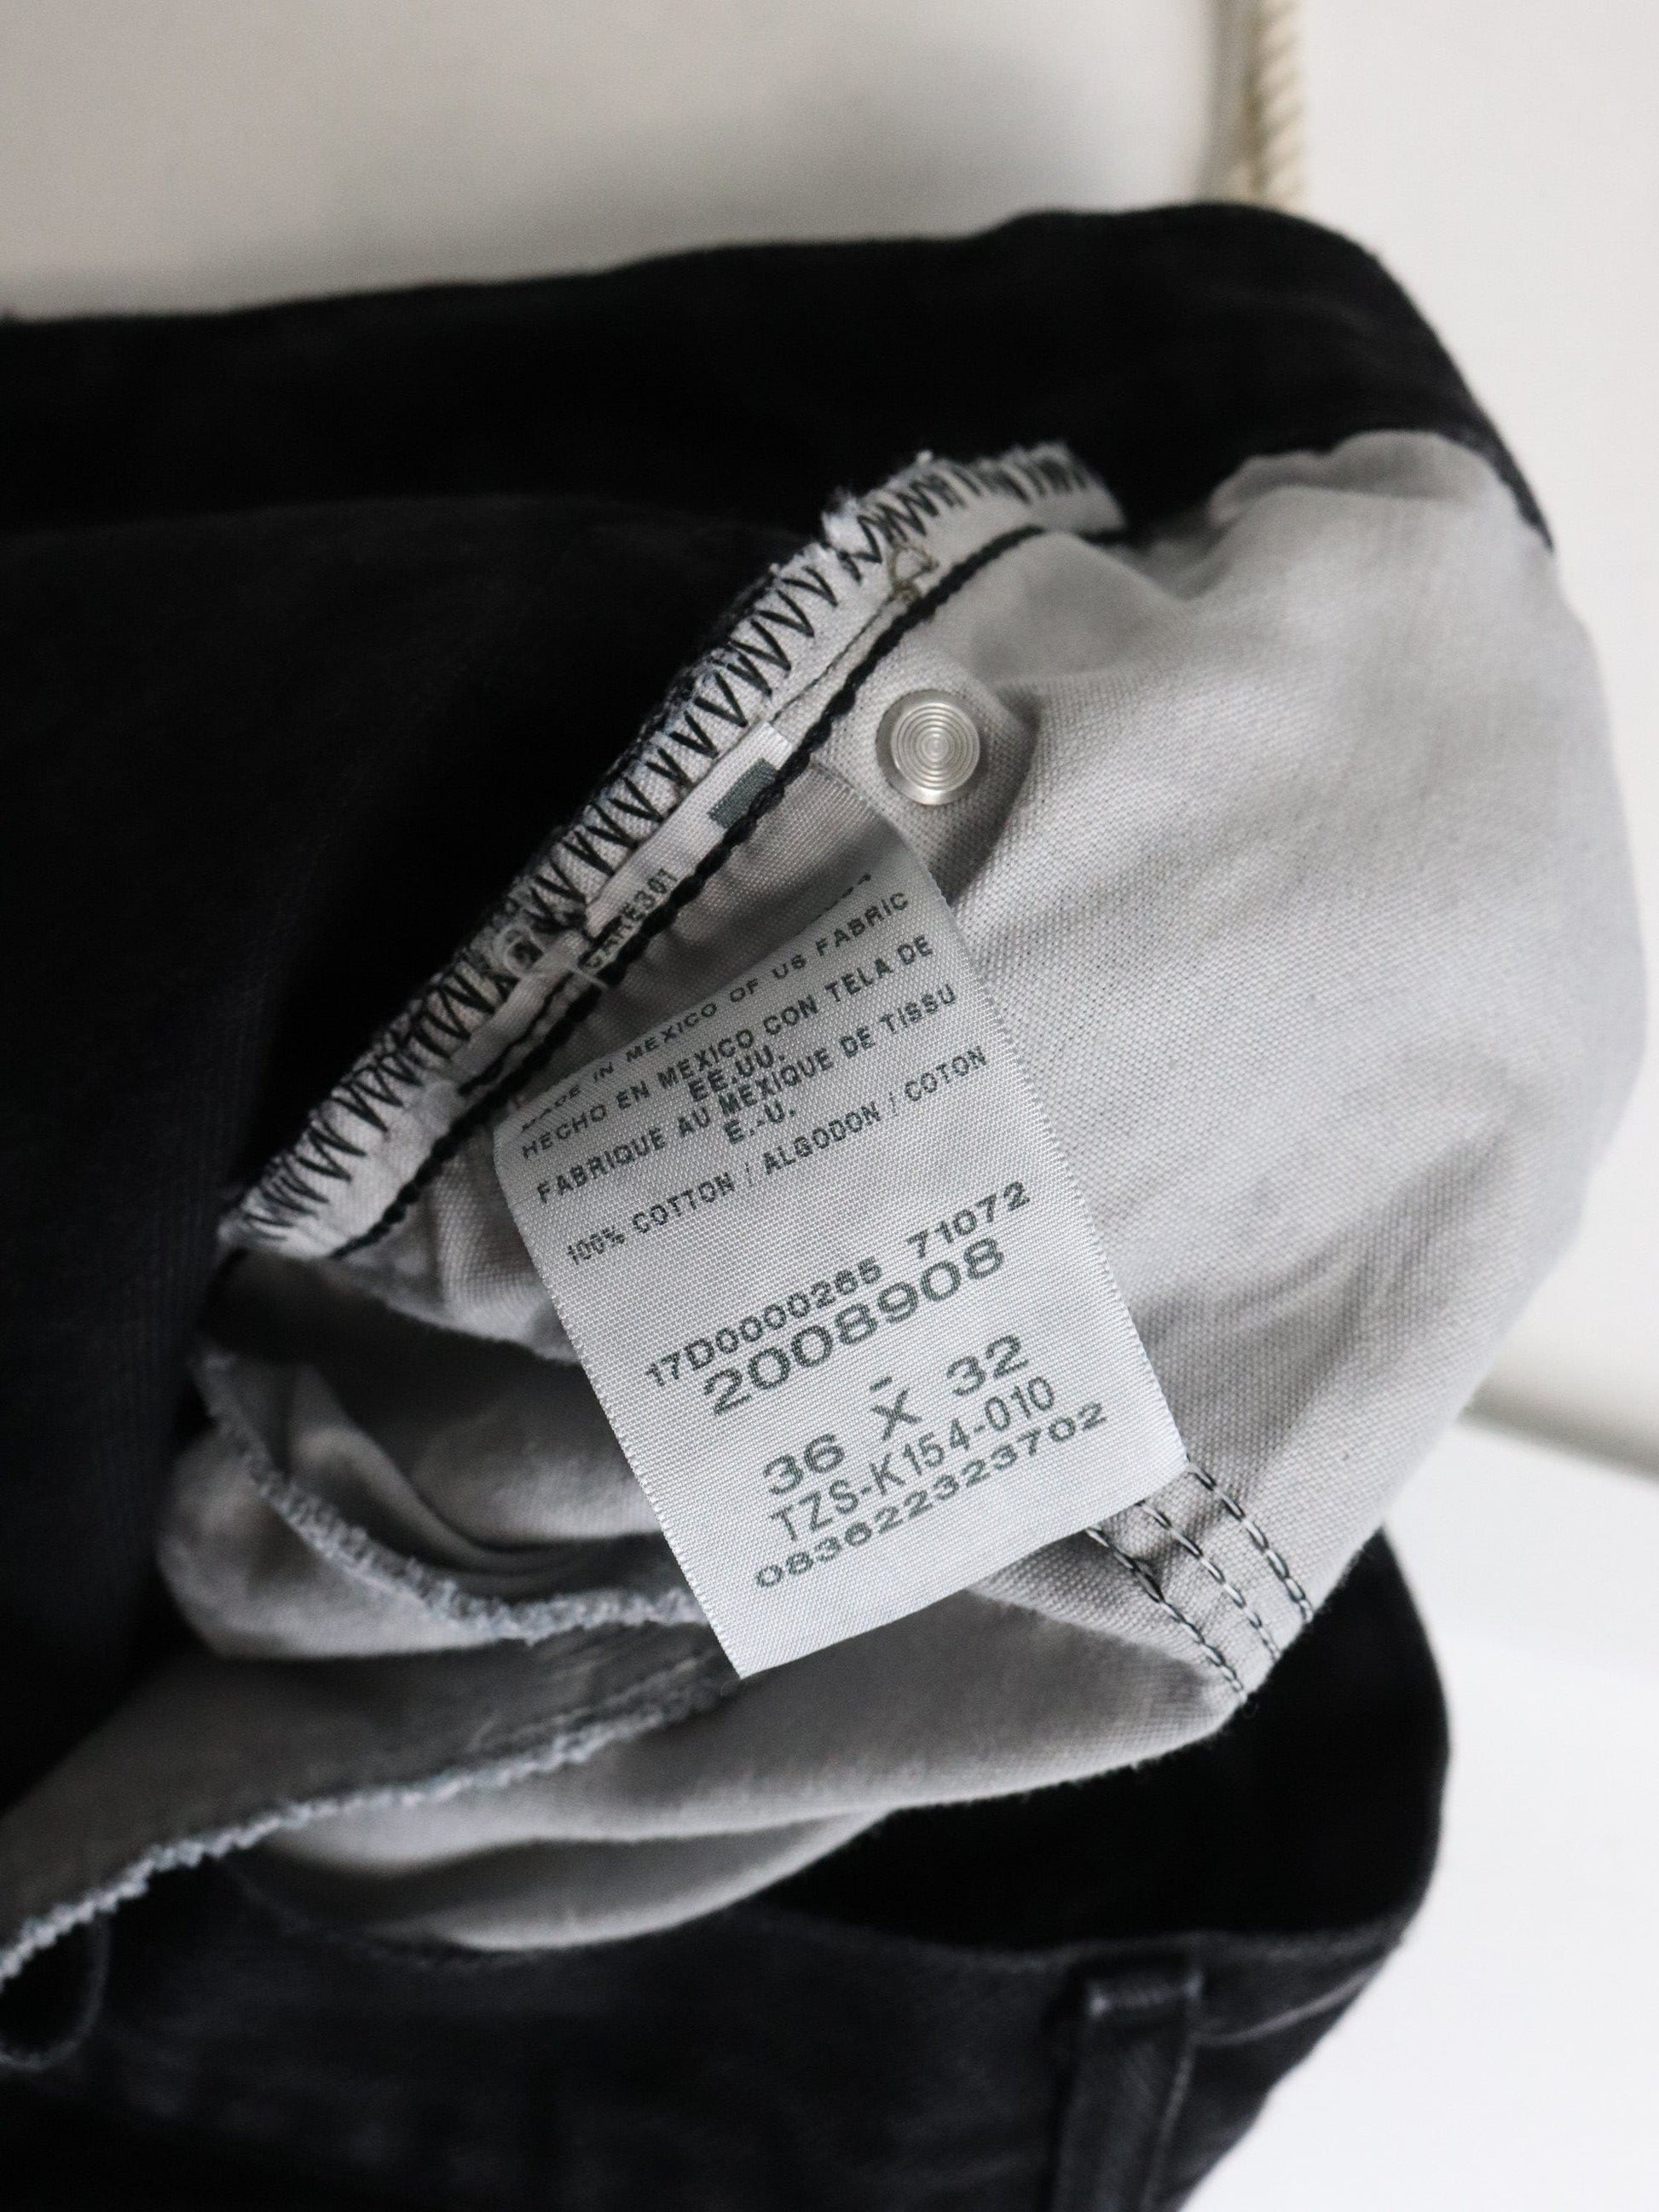 CARE301
MADE IN MEXICO OF US FABRIC
HECHO EN MEXICO CON TELA DE
EE.UU.
FABRIQUE AU MEXIQUE DE TISSU
E.-U.
100% COTTON / ALGODON / COTON
17D0000265 71072
2008908
-
36 X 32
TZS-K154-010
083622323702